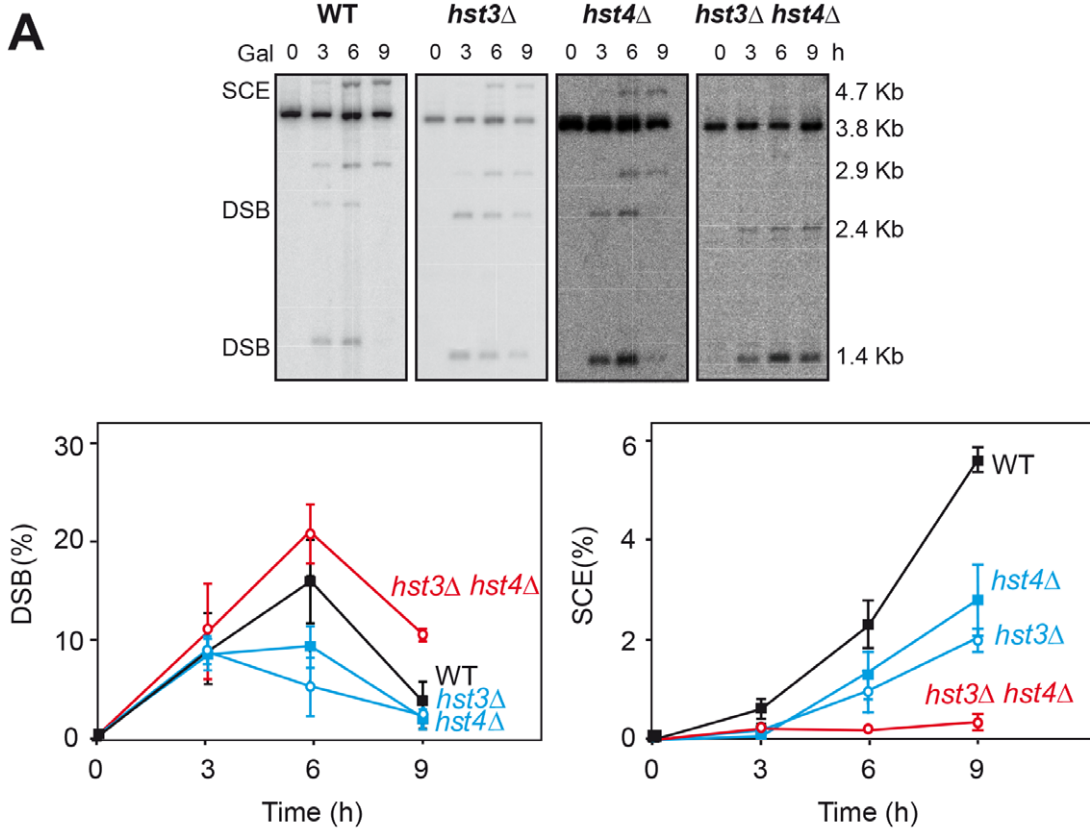 A
WT hst3Δ hst4Δ hst3Δ hst4Δ
Gal 0 3 6 9 0 3 6 9 0 3 6 9 0 3 6 9 h
SCE 4.7 Kb
3.8 Kb
2.9 Kb
DSB 2.4 Kb
DSB 1.4 Kb
DSB(%)
30
20
10
0
hst3Δ hst4Δ
WT
hst3Δ
hst4Δ
0 3 6 9
Time (h)
SCE(%)
6
4
2
0
WT
hst4Δ
hst3Δ
hst3Δ hst4Δ
0 3 6 9
Time (h)